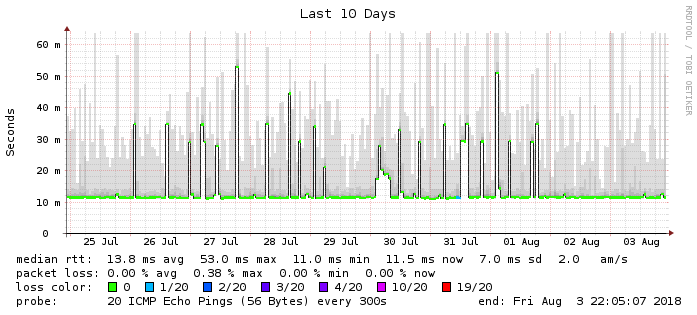 Last 10 Days
RRDTOOL / TOBI OETIKER
Seconds
60 m
50 m
40 m
30 m
20 m
10 m
0
25 Jul 26 Jul 27 Jul 28 Jul 29 Jul 30 Jul 31 Jul 01 Aug 02 Aug 03 Aug
median rtt: 13.8 ms avg 53.0 ms max 11.0 ms min 11.5 ms now 7.0 ms sd 2.0 am/s
packet loss: 0.00 % avg 0.38 % max 0.00 % min 0.00 % now
loss color: 0 1/20 2/20 3/20 4/20 10/20 19/20
probe: 20 ICMP Echo Pings (56 Bytes) every 300s end: Fri Aug 3 22:05:07 2018